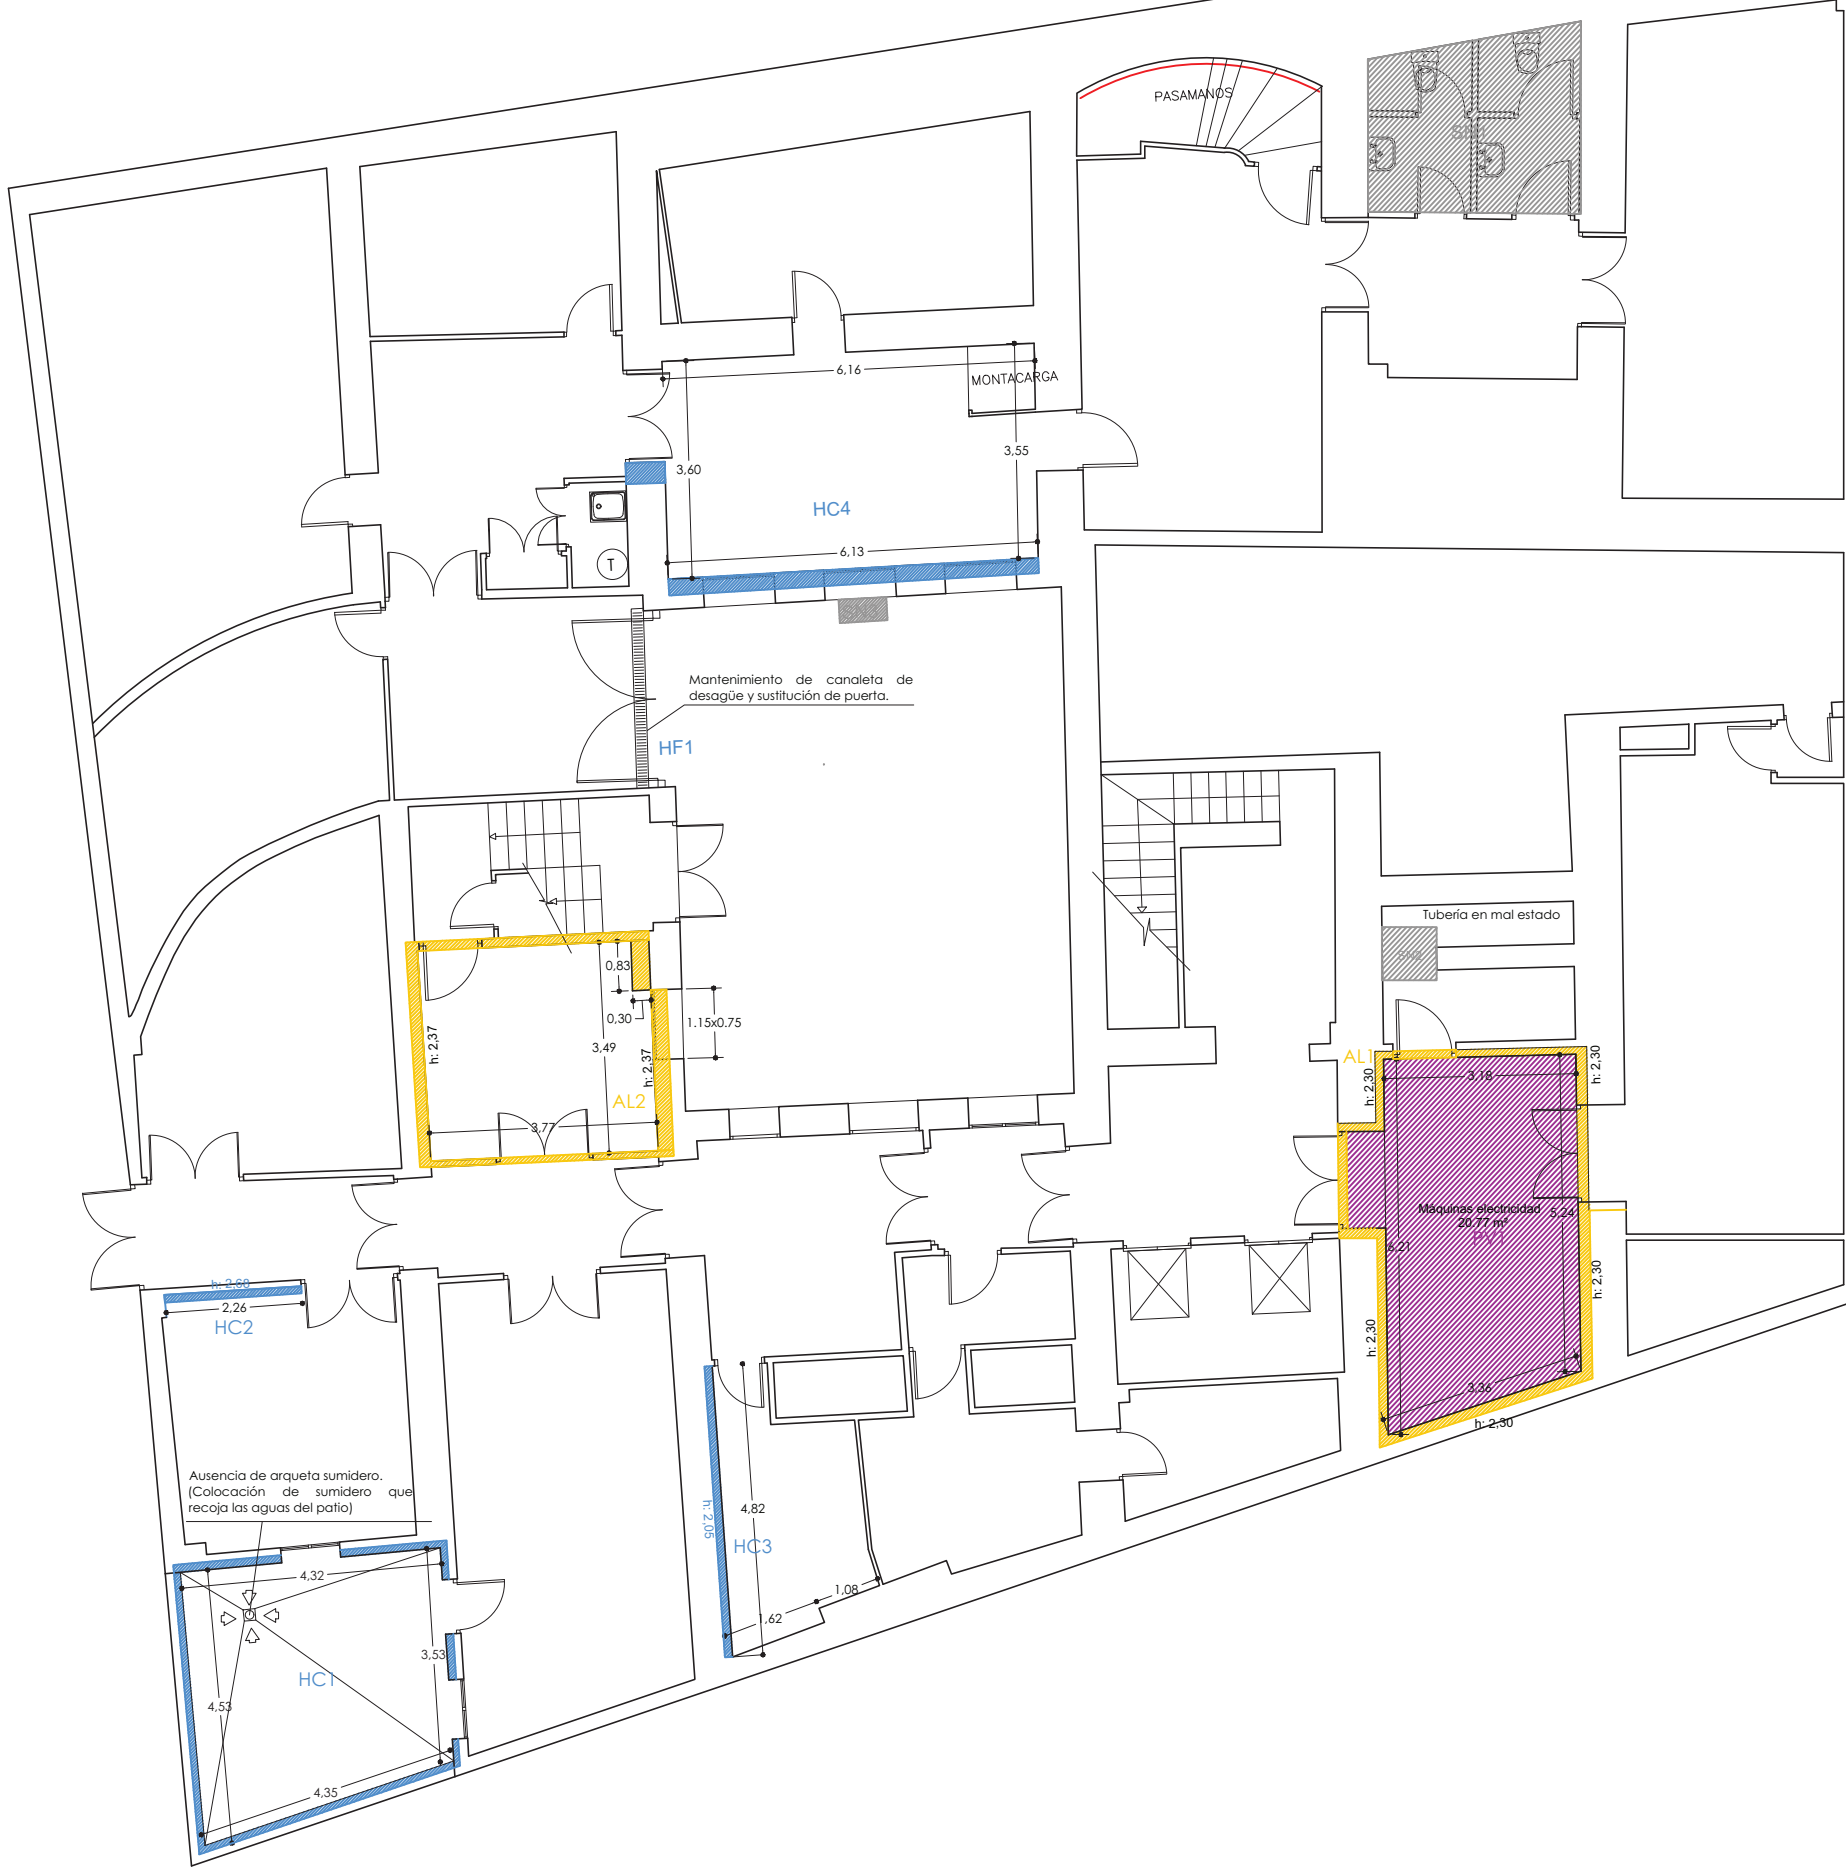 PASAMANOS
SN1
6,16
MONTACARGA
3,60
3,55
HC4
6,13
T
SN3
Mantenimiento de canaleta de
desagüe y sustitución de puerta.
HF1
Tubería en mal estado
SN2
0,83
0,30
1.15x0.75
3,49
h: 2,37
h: 2,37
AL2
3,77
AL1
h: 2,30
3,18
h: 2,30
Máquinas electricidad
20.77 m²
5,24
PV1
6,21
h: 2,30
h: 2,30
3,36
h: 2,30
h: 2,68
2,26
HC2
Ausencia de arqueta sumidero.
(Colocación de sumidero que
recoja las aguas del patio)
4,82
h: 2,05
HC3
1,08
1,62
4,32
3,53
HC1
4,53
4,35